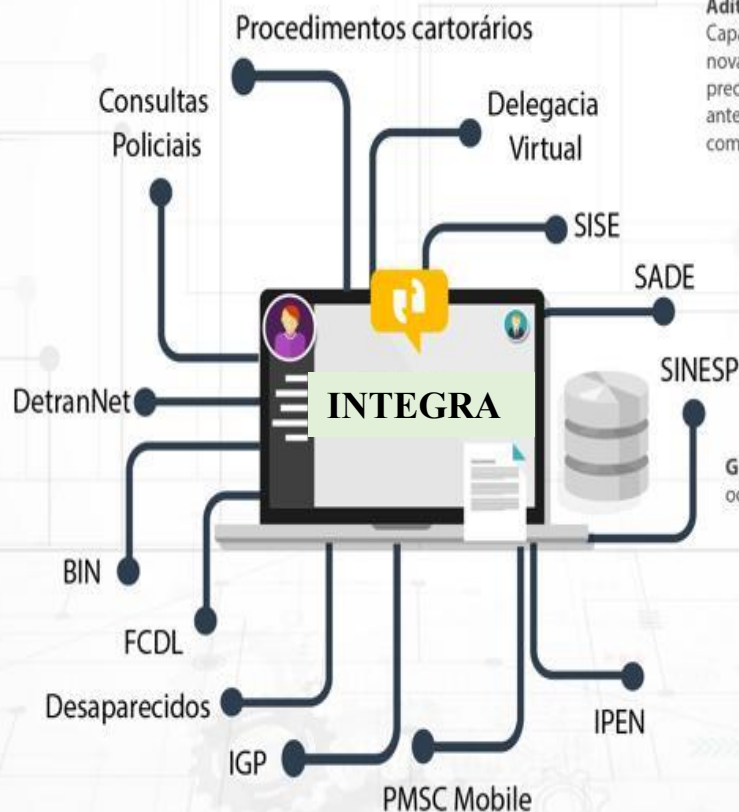 Procedimentos cartorários
Consultas
Policiais
Delegacia
Virtual
SISE
SADE
SINESP
DetranNet
INTEGRA
BIN
FCDL
Desaparecidos
IGP
PMSC Mobile
IPEN